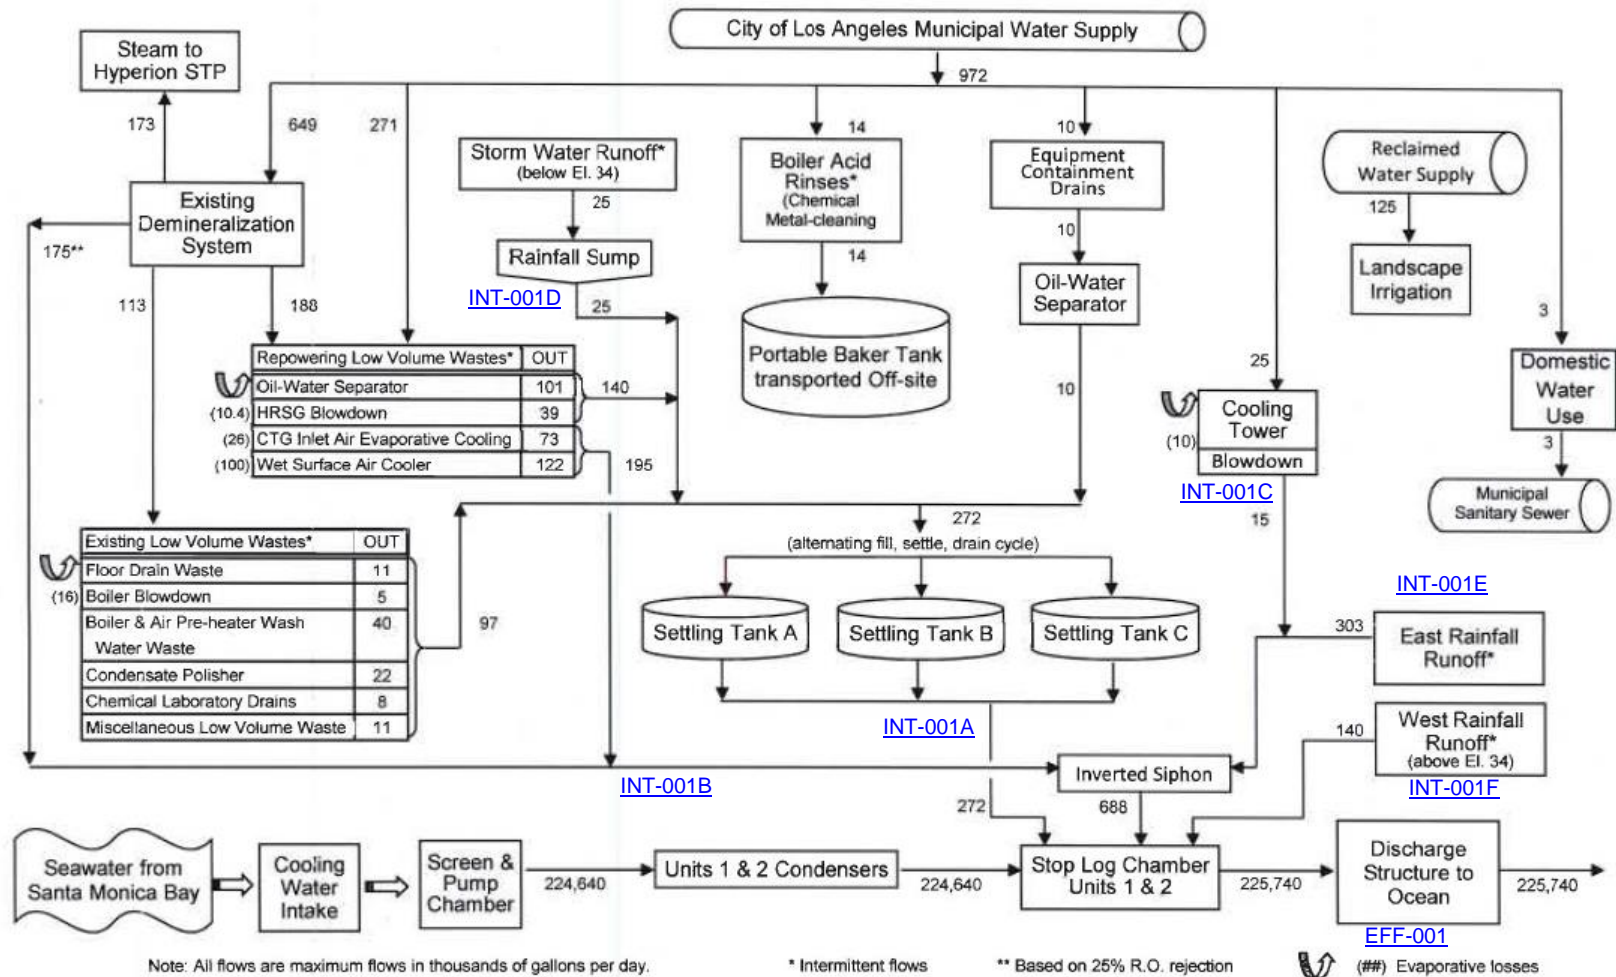 City of Los Angeles Municipal Water Supply
972
Steam to
Hyperion STP
173
649
271
14
10
Storm Water Runoff*
(below El. 34)
25
Boiler Acid
Rinses*
(Chemical
Metal-cleaning
14
Equipment
Containment
Drains
10
Reclaimed
Water Supply
125
Landscape
Irrigation
Existing
Demineralization
System
175**
113
188
Rainfall Sump
INT-001D
25
Oil-Water
Separator
10
Portable Baker Tank
transported Off-site
3
Domestic
Water
Use
3
Municipal
Sanitary Sewer
25
Cooling
Tower
(10)
Blowdown
INT-001C
15
Repowering Low Volume Wastes* OUT
Oil-Water Separator 101
(10.4) HRSG Blowdown 39
(26) CTG Inlet Air Evaporative Cooling 73
(100) Wet Surface Air Cooler 122
140
195
272
(alternating fill, settle, drain cycle)
Existing Low Volume Wastes* OUT
Floor Drain Waste 11
(16) Boiler Blowdown 5
Boiler & Air Pre-heater Wash 40
Water Waste
Condensate Polisher 22
Chemical Laboratory Drains 8
Miscellaneous Low Volume Waste 11
97
Settling Tank A
Settling Tank B
Settling Tank C
INT-001A
INT-001E
303
East Rainfall
Runoff*
140
West Rainfall
Runoff*
(above El. 34)
INT-001F
INT-001B
Inverted Siphon
272
688
Seawater from
Santa Monica Bay
Cooling
Water
Intake
Screen &
Pump
Chamber
224,640
Units 1 & 2 Condensers
224,640
Stop Log Chamber
Units 1 & 2
225,740
Discharge
Structure to
Ocean
225,740
EFF-001
Note: All flows are maximum flows in thousands of gallons per day.
* Intermittent flows
** Based on 25% R.O. rejection
(##) Evaporative losses